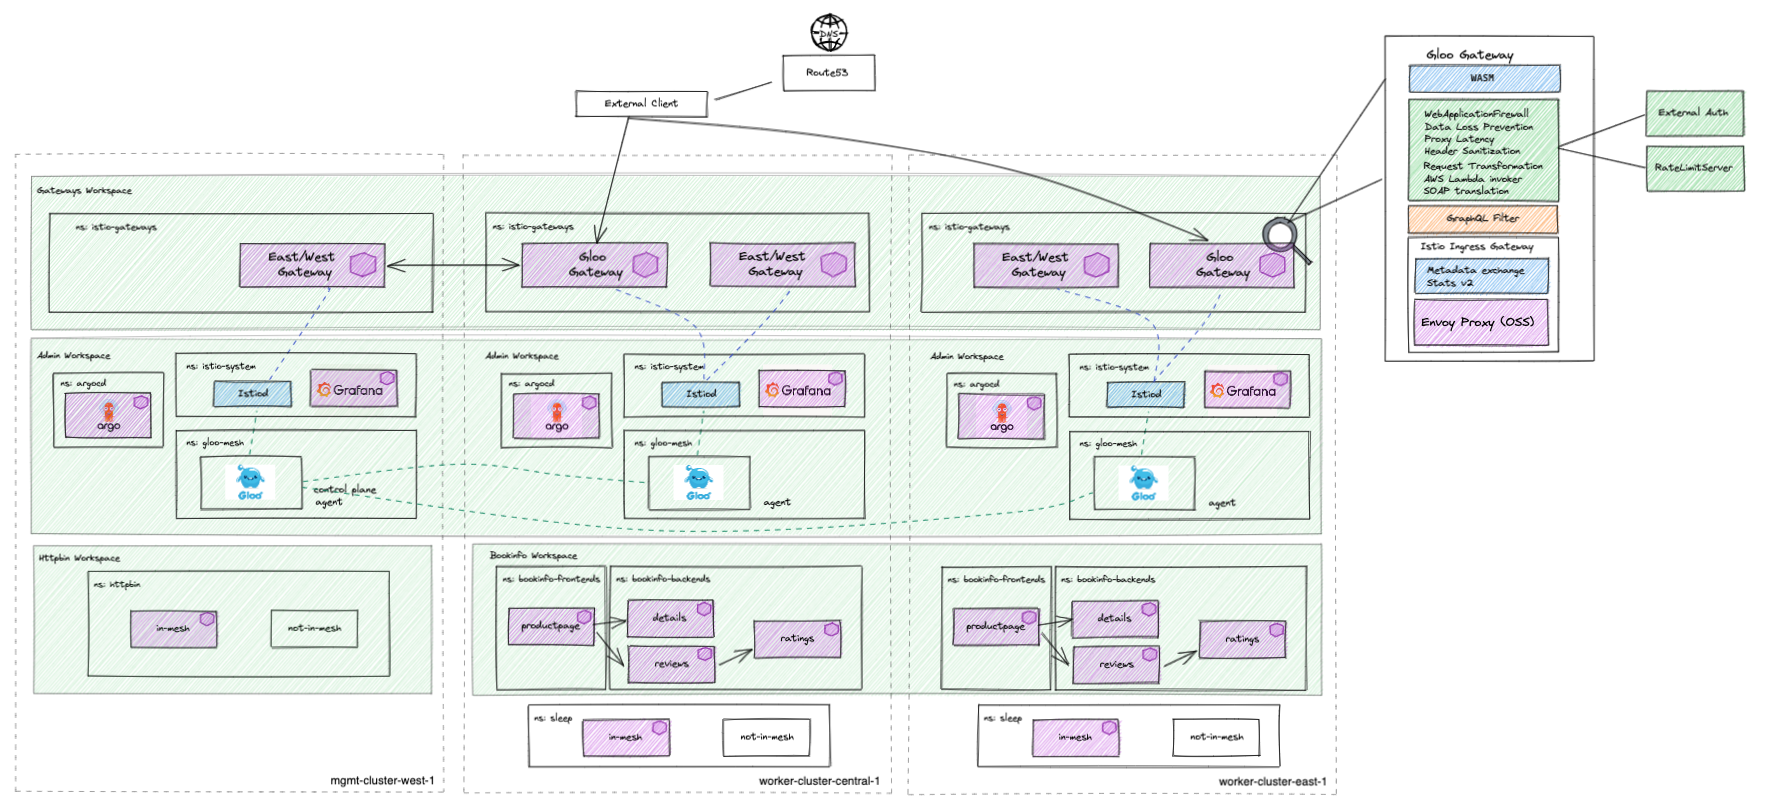 DNS
Route53
External Client
Gloo Gateway
WASM
WebApplicationFirewall
Data Loss Prevention
Proxy Latency
Header Sanitization
Request Transformation
AWS Lambda invoker
SOAP translation
External Auth
RateLimitServer
GraphQL Filter
Istio Ingress Gateway
Metadata exchange
Stats v2
Envoy Proxy (OSS)
Gateways Workspace
ns: istio-gateways
East/West
Gateway
ns: istio-gateways
Gloo
Gateway
East/West
Gateway
ns: istio-gateways
East/West
Gateway
Gloo
Gateway
Admin Workspace
ns: argocd
argo
ns: istio-system
Istiod
Grafana
ns: gloo-mesh
Gloo
control plane
agent
Admin Workspace
ns: argocd
argo
ns: istio-system
Istiod
Grafana
ns: gloo-mesh
Gloo
agent
Admin Workspace
ns: argocd
argo
ns: istio-system
Istiod
Grafana
ns: gloo-mesh
Gloo
agent
Httpbin Workspace
ns: httpbin
in-mesh
not-in-mesh
Bookinfo Workspace
ns: bookinfo-frontends
productpage
ns: bookinfo-backends
details
reviews
ratings
ns: bookinfo-frontends
productpage
ns: bookinfo-backends
details
reviews
ratings
ns: sleep
in-mesh
not-in-mesh
ns: sleep
in-mesh
not-in-mesh
mgmt-cluster-west-1
worker-cluster-central-1
worker-cluster-east-1